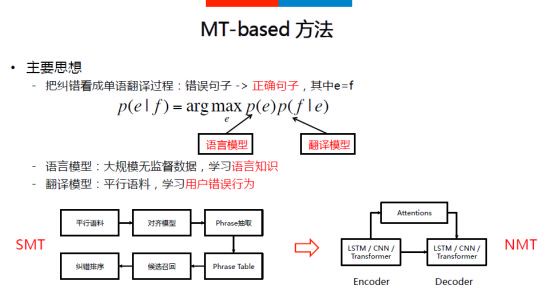 MT-based 方法
• 主要思想
- 把纠错看成单语翻译过程：错误句子 -> 正确句子，其中e=f
p(e | f) = arg max p(e)p(f | e)
e
语言模型
翻译模型
- 语言模型：大规模无监督数据，学习语言知识
- 翻译模型：平行语料，学习用户错误行为
SMT
平行语料
对齐模型
Phrase抽取
纠错排序
候选召回
Phrase Table
Attentions
LSTM / CNN /
Transformer
LSTM / CNN /
Transformer
NMT
Encoder
Decoder